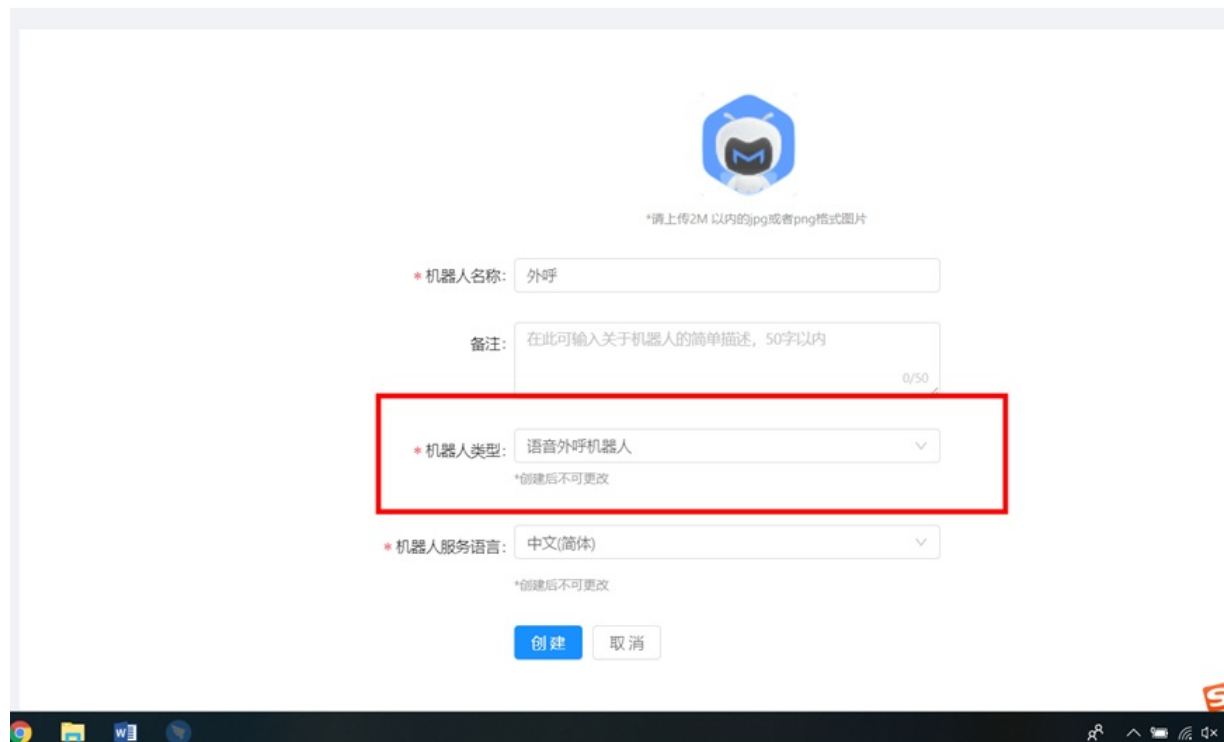 *请上传2M 以内的jpg或者png格式图片
*机器人名称: 外呼
备注: 在此可输入关于机器人的简单描述，50字以内
0/50
*机器人类型: 语音外呼机器人
*创建后不可更改
*机器人服务语言: 中文(简体)
*创建后不可更改
创建 取消